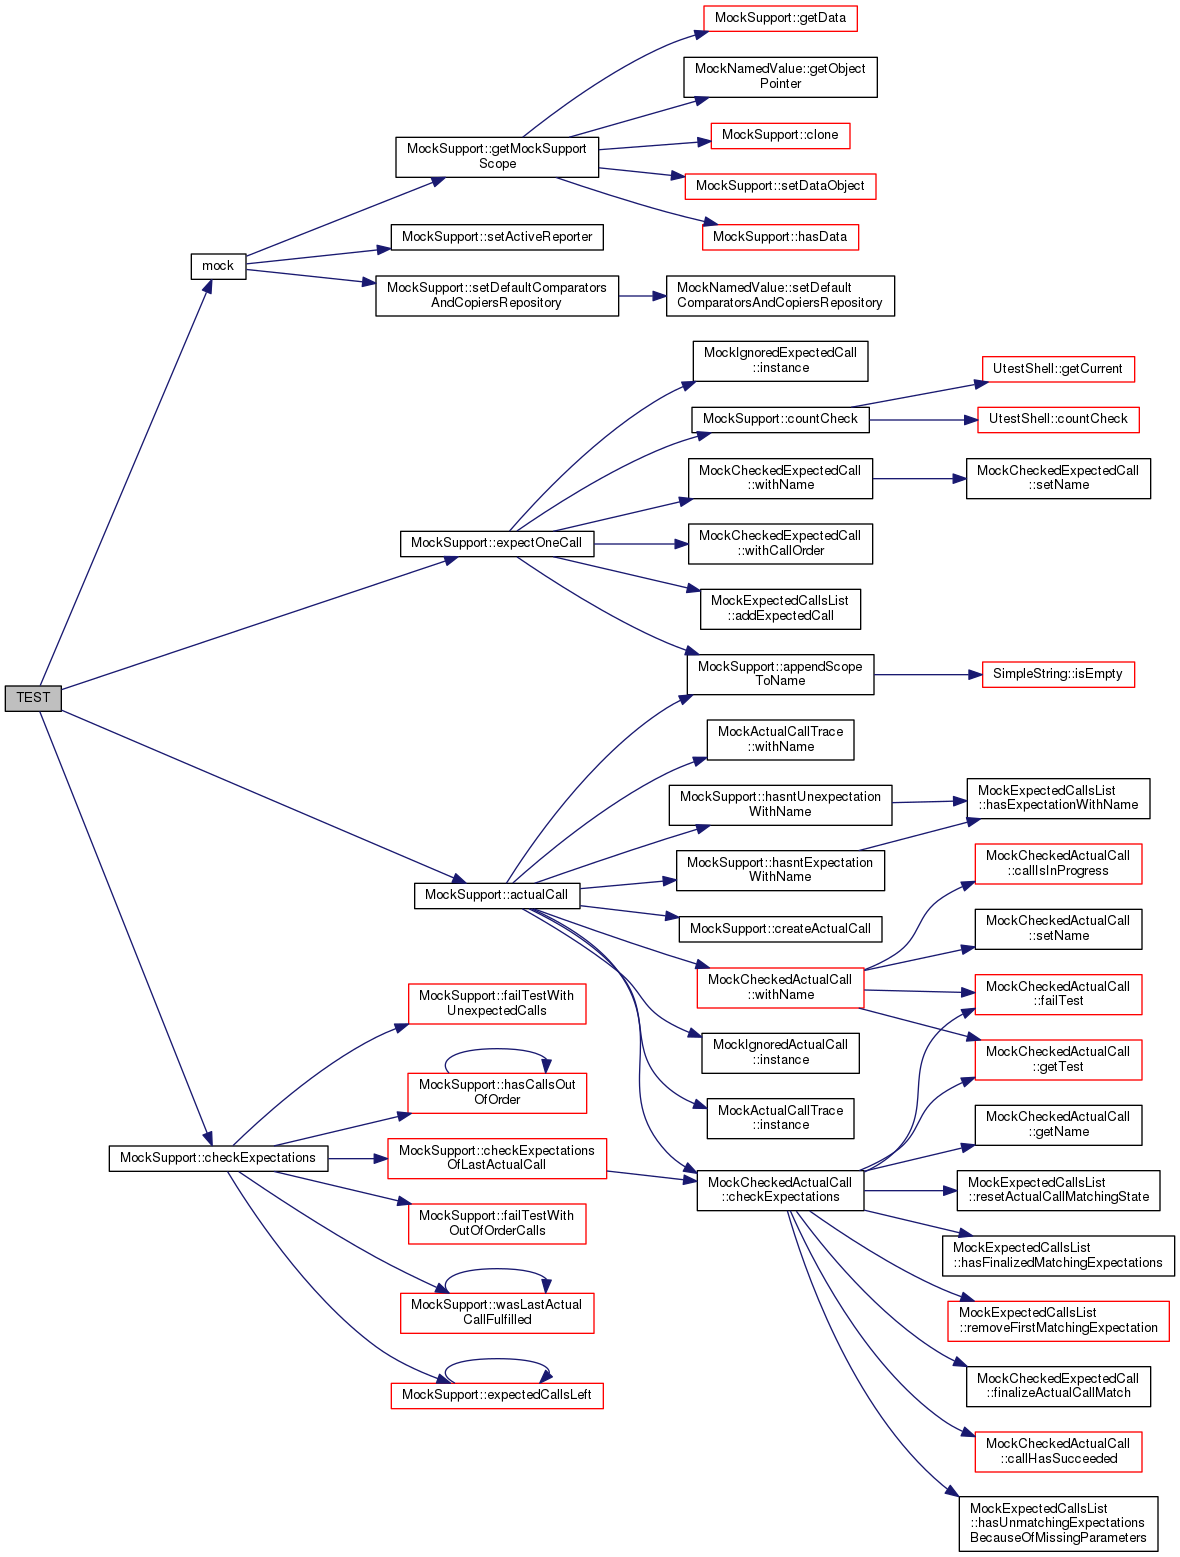 MockSupport::getData
MockNamedValue::getObject
Pointer
MockSupport::clone
MockSupport::getMockSupport
Scope
MockSupport::setDataObject
MockSupport::hasData
MockSupport::setActiveReporter
mock
MockSupport::setDefaultComparators
AndCopiersRepository
MockNamedValue::setDefault
ComparatorsAndCopiersRepository
MockIgnoredExpectedCall
::instance
UtestShell::getCurrent
MockSupport::countCheck
UtestShell::countCheck
MockCheckedExpectedCall
::withName
MockCheckedExpectedCall
::setName
MockSupport::expectOneCall
MockCheckedExpectedCall
::withCallOrder
MockExpectedCallsList
::addExpectedCall
MockSupport::appendScope
ToName
SimpleString::isEmpty
TEST
MockActualCallTrace
::withName
MockSupport::hasntUnexpectation
WithName
MockExpectedCallsList
::hasExpectationWithName
MockSupport::hasntExpectation
WithName
MockCheckedActualCall
::callIsInProgress
MockSupport::actualCall
MockSupport::createActualCall
MockCheckedActualCall
::setName
MockCheckedActualCall
::withName
MockCheckedActualCall
::failTest
MockSupport::failTestWith
UnexpectedCalls
MockIgnoredActualCall
::instance
MockCheckedActualCall
::getTest
MockSupport::hasCallsOut
OfOrder
MockActualCallTrace
::instance
MockCheckedActualCall
::getName
MockSupport::checkExpectations
MockSupport::checkExpectations
OfLastActualCall
MockCheckedActualCall
::checkExpectations
MockExpectedCallsList
::resetActualCallMatchingState
MockSupport::failTestWith
OutOfOrderCalls
MockExpectedCallsList
::hasFinalizedMatchingExpectations
MockSupport::wasLastActual
CallFulfilled
MockExpectedCallsList
::removeFirstMatchingExpectation
MockSupport::expectedCallsLeft
MockCheckedExpectedCall
::finalizeActualCallMatch
MockCheckedActualCall
::callHasSucceeded
MockExpectedCallsList
::hasUnmatchingExpectations
BecauseOfMissingParameters